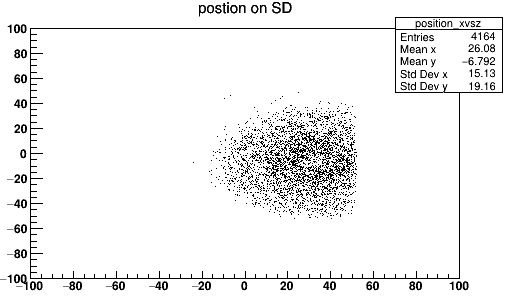 postion on SD
position_xvsz
Entries 4164
Mean x 26.08
Mean y −6.792
Std Dev x 15.13
Std Dev y 19.16
100
80
60
40
20
0
−20
−40
−60
−80
−100
−100 −80 −60 −40 −20 0 20 40 60 80 100